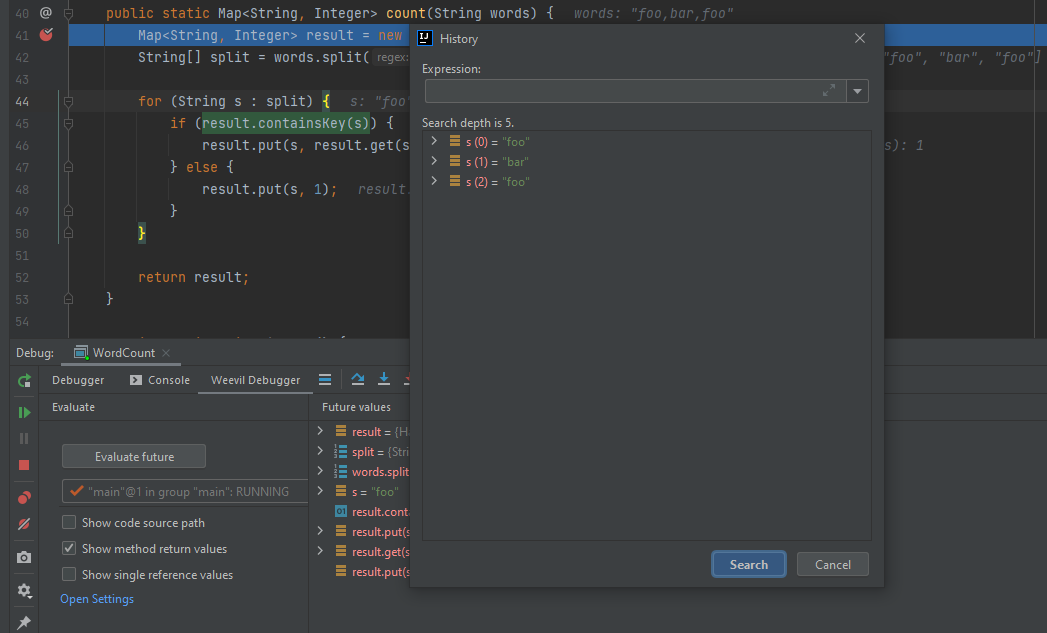 40 @ public static Map<String, Integer> count(String words) { words: "foo,bar,foo"
41 Map<String, Integer> result = new
42 String[] split = words.split( regex: "foo", "bar", "foo"]
43
44 for (String s : split) { s: "foo"
45 if (result.containsKey(s)) {
46 result.put(s, result.get(s s): 1
47 } else {
48 result.put(s, 1); result.
49 }
50 }
51
52 return result;
53 }
54
History
Expression:
Search depth is 5.
s (0) = "foo"
s (1) = "bar"
s (2) = "foo"
Search
Cancel
Debug: WordCount
Debugger Console Weevil Debugger
Evaluate
Evaluate future
"main"@1 in group "main": RUNNING
Show code source path
Show method return values
Show single reference values
Open Settings
Future values
result = {Ha
split = {Stri
words.split
s = "foo"
01 result.cont
result.put(s
result.get(s
result.put(s